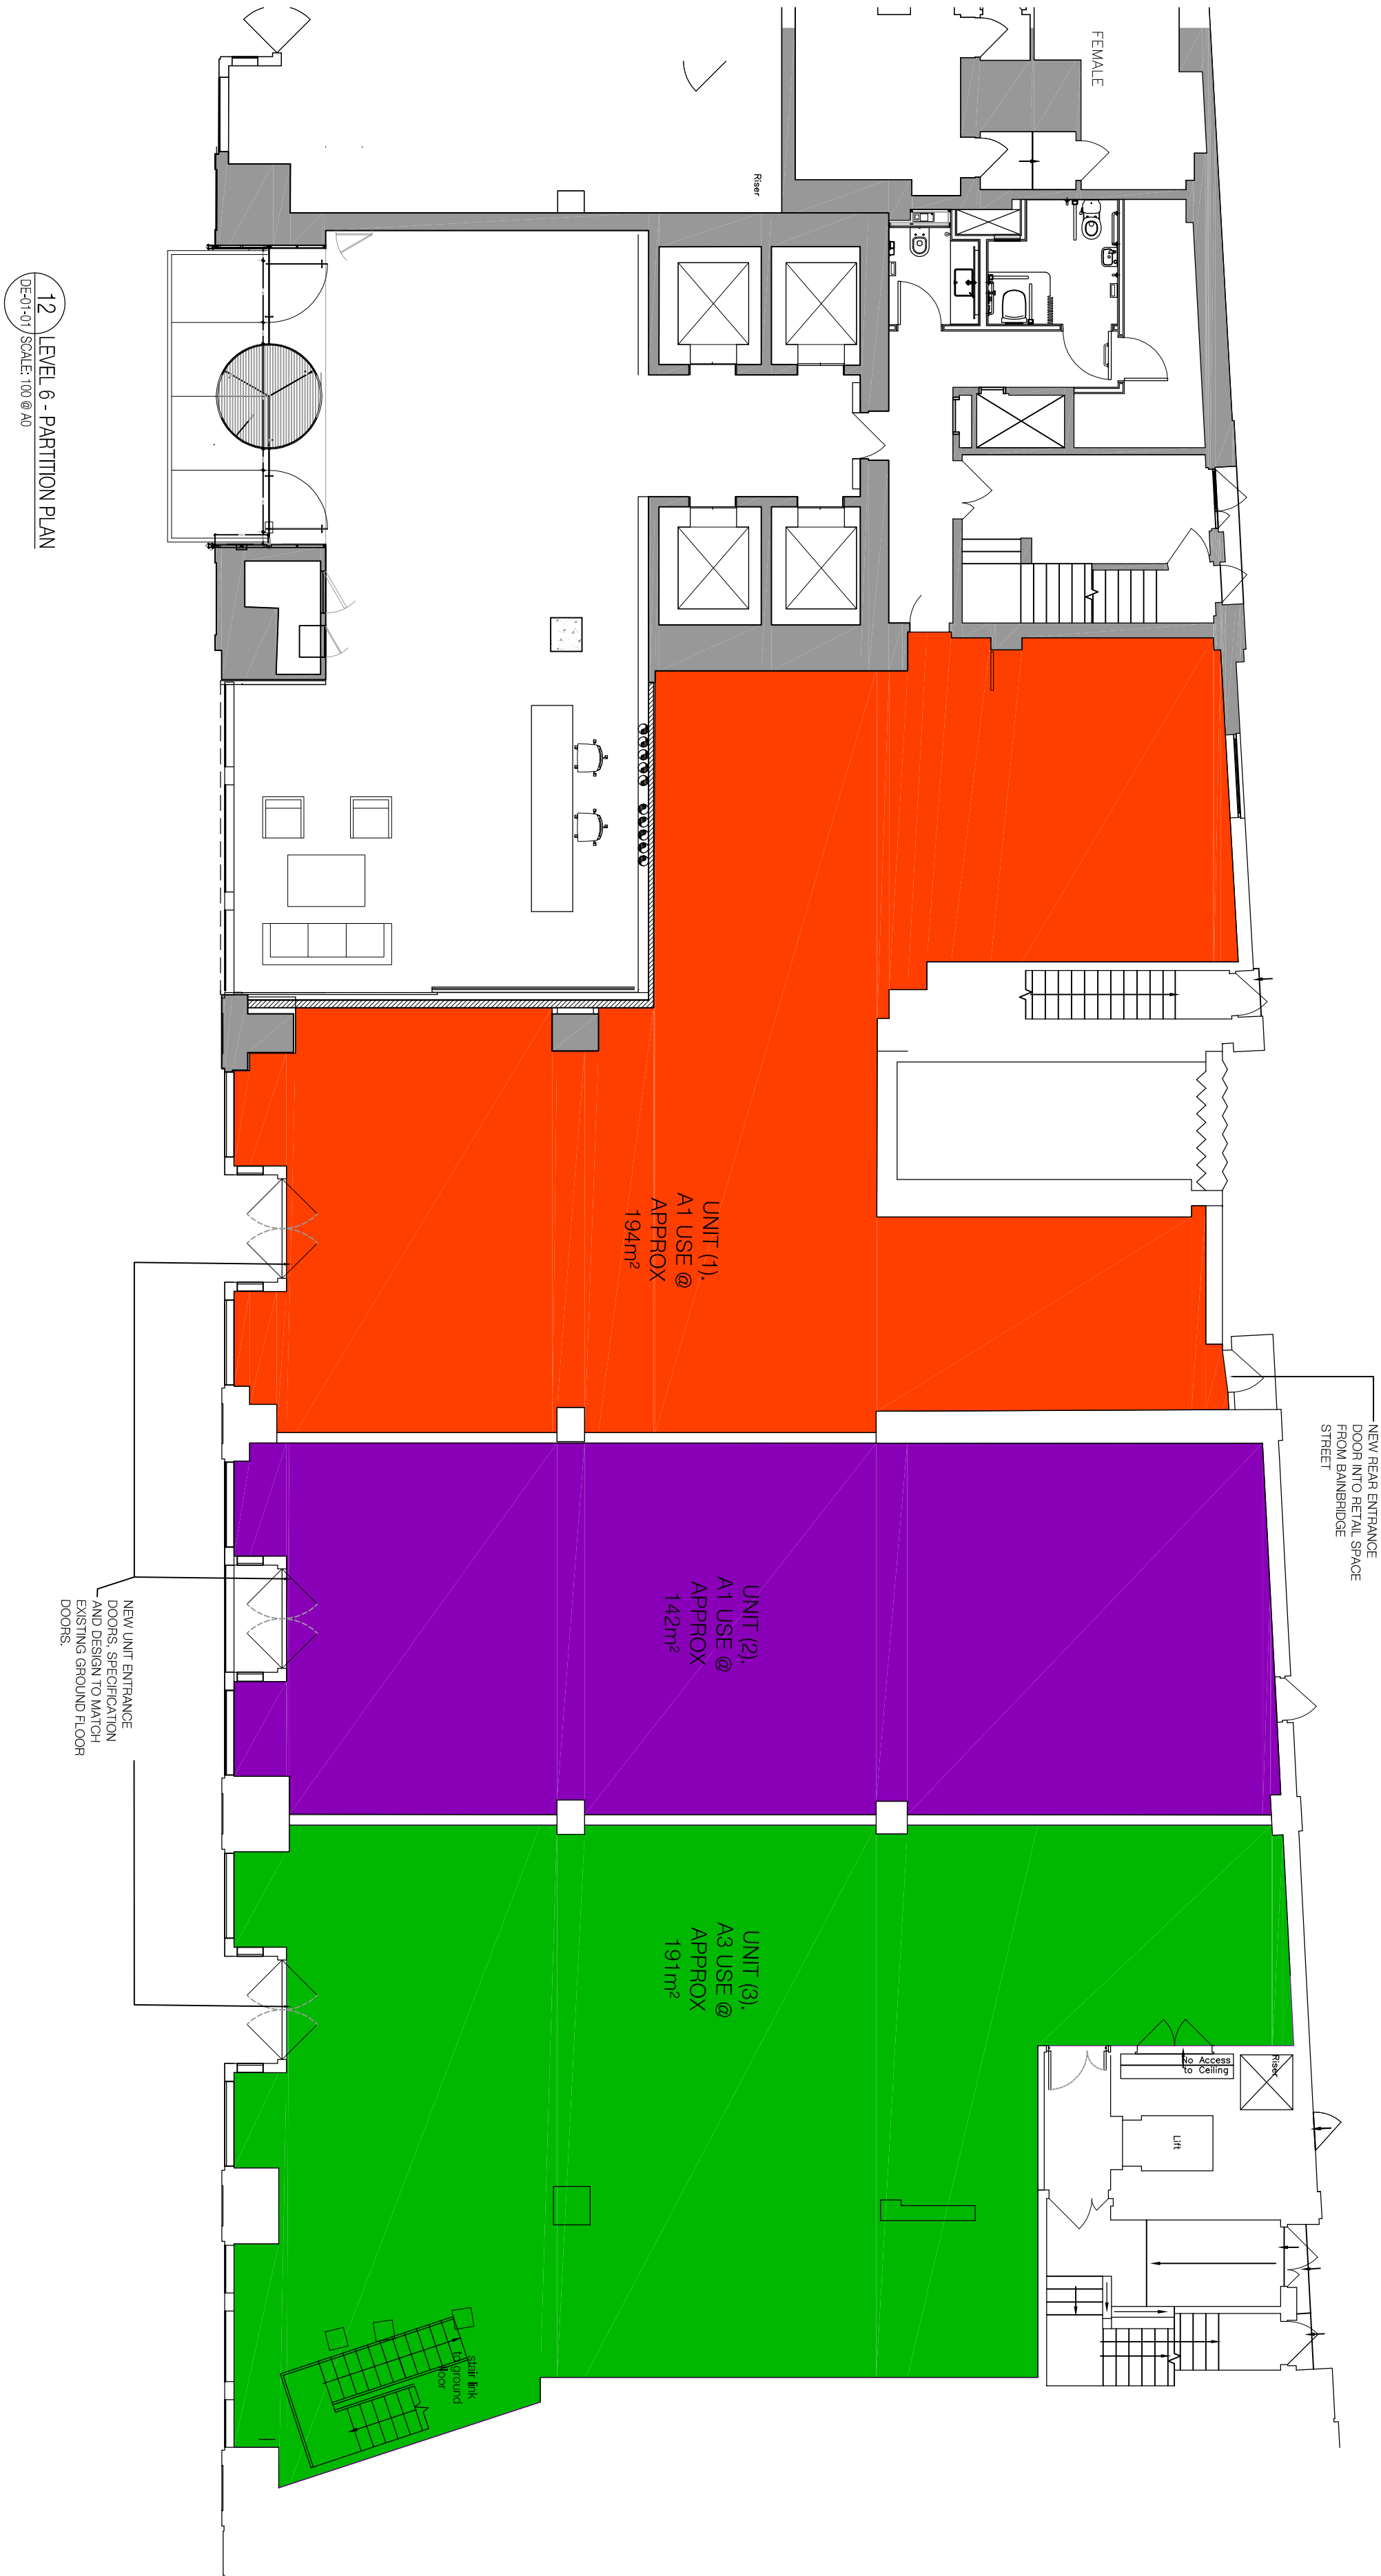 FEMALE
Riser
12
LEVEL 6 - PARTITION PLAN
DE-01-01
SCALE: 100 @ A0
UNIT (1).
A1 USE @
APPROX
194m²
NEW REAR ENTRANCE
DOOR INTO RETAIL SPACE
FROM BAINBRIDGE
STREET
UNIT (2).
A1 USE @
APPROX
142m²
NEW UNIT ENTRANCE
DOORS, SPECIFICATION
AND DESIGN TO MATCH
EXISTING GROUND FLOOR
DOORS.
UNIT (3).
A3 USE @
APPROX
191m²
No Access
to Ceiling
Riser
Lift
stair link
to ground
floor